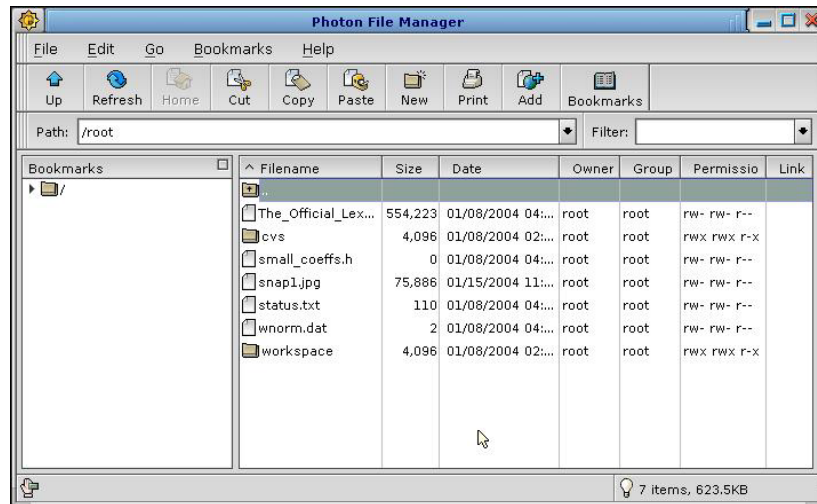 Photon File Manager
File Edit Go Bookmarks Help
Up Refresh Home Cut Copy Paste New Print Add Bookmarks
Path: /root Filter:
Bookmarks ^ Filename Size Date Owner Group Permissio Link
/ ..
The_Official_Lex... 554,223 01/08/2004 04:... root root rw- rw- r--
cvs 4,096 01/08/2004 02:... root root rwx rwx r-x
small_coeffs.h 0 01/08/2004 04:... root root rw- rw- r--
snap1.jpg 75,886 01/15/2004 11:... root root rw- rw- r--
status.txt 110 01/08/2004 04:... root root rw- rw- r--
wnorm.dat 2 01/08/2004 04:... root root rw- rw- r--
workspace 4,096 01/08/2004 02:... root root rwx rwx r-x
7 items, 623.5KB